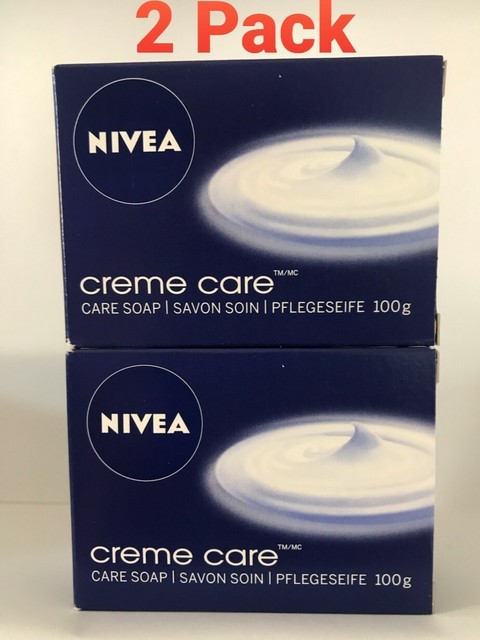 2 Pack
NIVEA
creme care™/MC
CARE SOAP | SAVON SOIN | PFLEGESEIFE 100g
NIVEA
creme care™/MC
CARE SOAP | SAVON SOIN | PFLEGESEIFE 100g